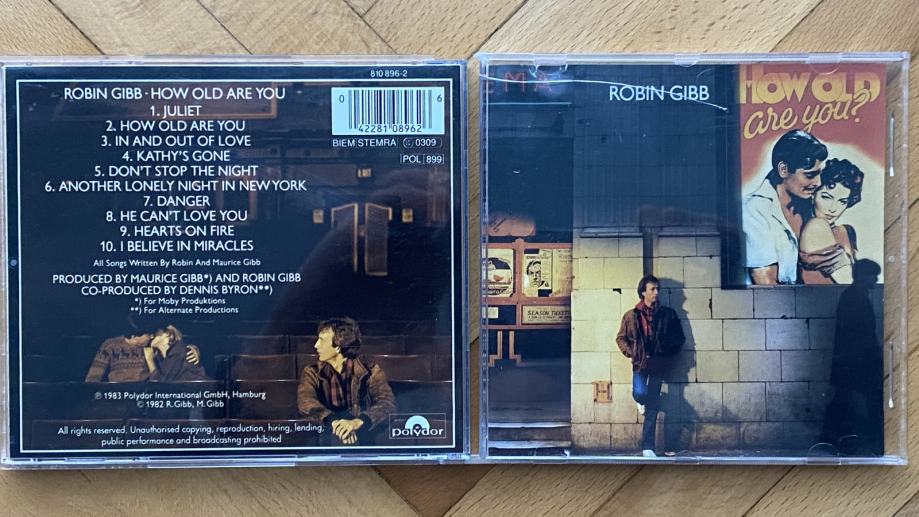 810 896-2
ROBIN GIBB · HOW OLD ARE YOU
1. JULIET
2. HOW OLD ARE YOU
3. IN AND OUT OF LOVE
4. KATHY'S GONE
5. DON'T STOP THE NIGHT
6. ANOTHER LONELY NIGHT IN NEW YORK
7. DANGER
8. HE CAN'T LOVE YOU
9. HEARTS ON FIRE
10. I BELIEVE IN MIRACLES
All Songs Written By Robin And Maurice Gibb
PRODUCED BY MAURICE GIBB*) AND ROBIN GIBB
CO-PRODUCED BY DENNIS BYRON**)
*) For Moby Produktions
**) For Alternate Productions
0 42281 08962 6
BIEM STEMRA 0309
POL 899
℗ 1983 Polydor International GmbH, Hamburg
© 1982 R.Gibb, M.Gibb
All rights reserved. Unauthorised copying, reproduction, hiring, lending,
public performance and broadcasting prohibited
polydor
EMA
ROBIN GIBB
HOW OLD
are you?
SEASON TICKET